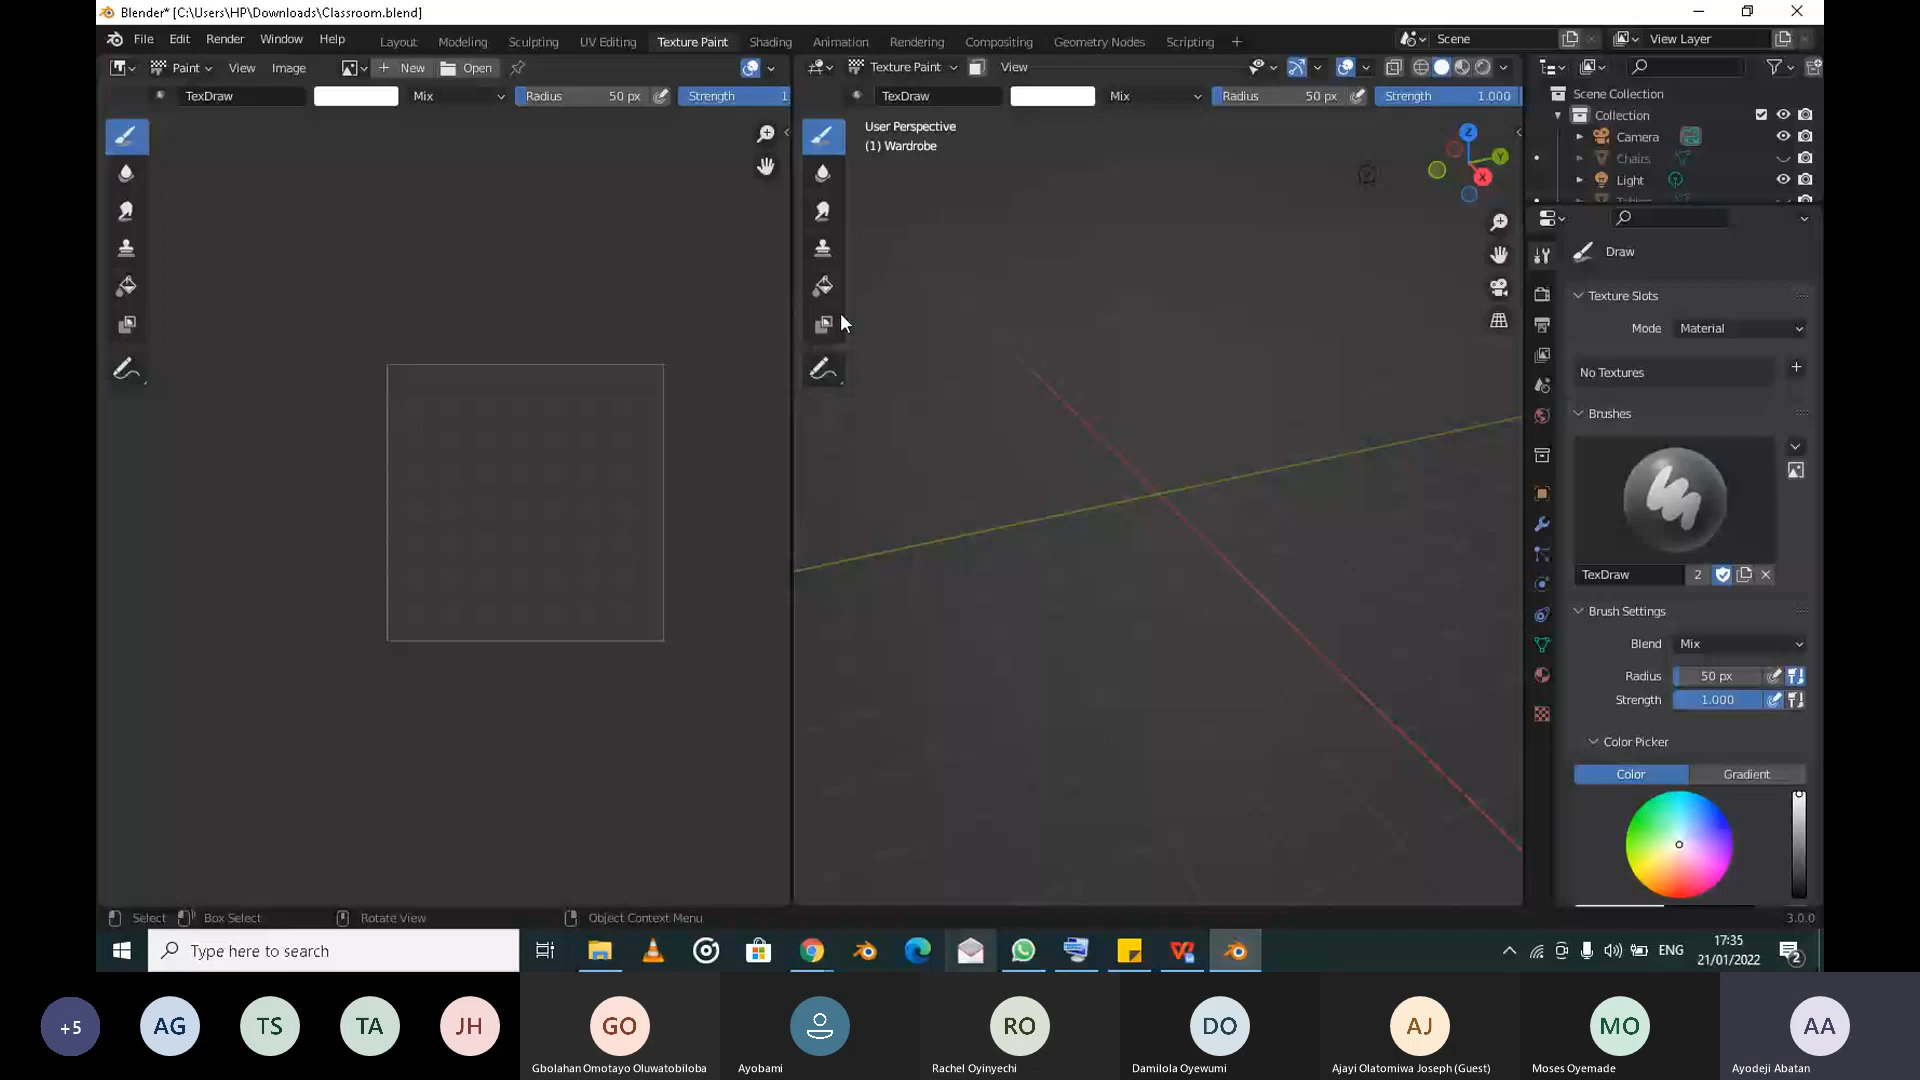 Blender* [C:\Users\HP\Downloads\Classroom.blend]
File Edit Render Window Help Layout Modeling Sculpting UV Editing Texture Paint Shading Animation Rendering Compositing Geometry Nodes Scripting + Scene View Layer
Paint View Image + New Open Texture Paint View
TexDraw Mix Radius 50 px Strength 1. TexDraw Mix Radius 50 px Strength 1.000
Scene Collection
Collection
Camera
Chairs
Light
User Perspective
(1) Wardrobe
Z
Y
X
Draw
Texture Slots
Mode Material
No Textures
Brushes
TexDraw 2
Brush Settings
Blend Mix
Radius 50 px
Strength 1.000
Color Picker
Color Gradient
Select Box Select Rotate View Object Context Menu 3.0.0
Type here to search
ENG
17:35
21/01/2022
2
+5 AG TS TA JH GO RO DO AJ MO AA
Gbolahan Omotayo Oluwatobiloba Ayobami Rachel Oyinyechi Damilola Oyewumi Ajayi Olatomiwa Joseph (Guest) Moses Oyemade Ayodeji Abatan